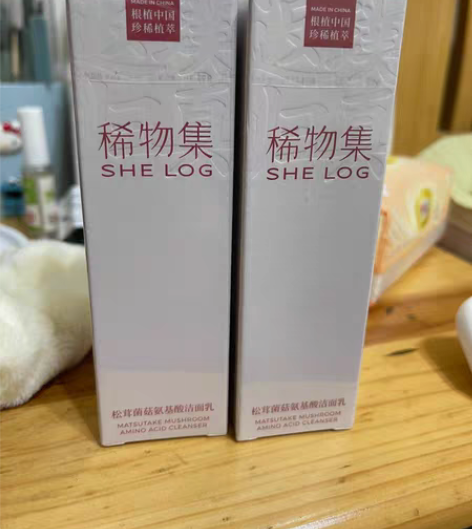 MADE IN CHINA
根植中国
珍稀植萃
稀物集
SHE LOG
松茸菌菇氨基酸洁面乳
MATSUTAKE MUSHROOM
AMINO ACID CLEANSER
MADE IN CHINA
根植中国
珍稀植萃
稀物集
SHE LOG
松茸菌菇氨基酸洁面乳
MATSUTAKE MUSHROOM
AMINO ACID CLEANSER